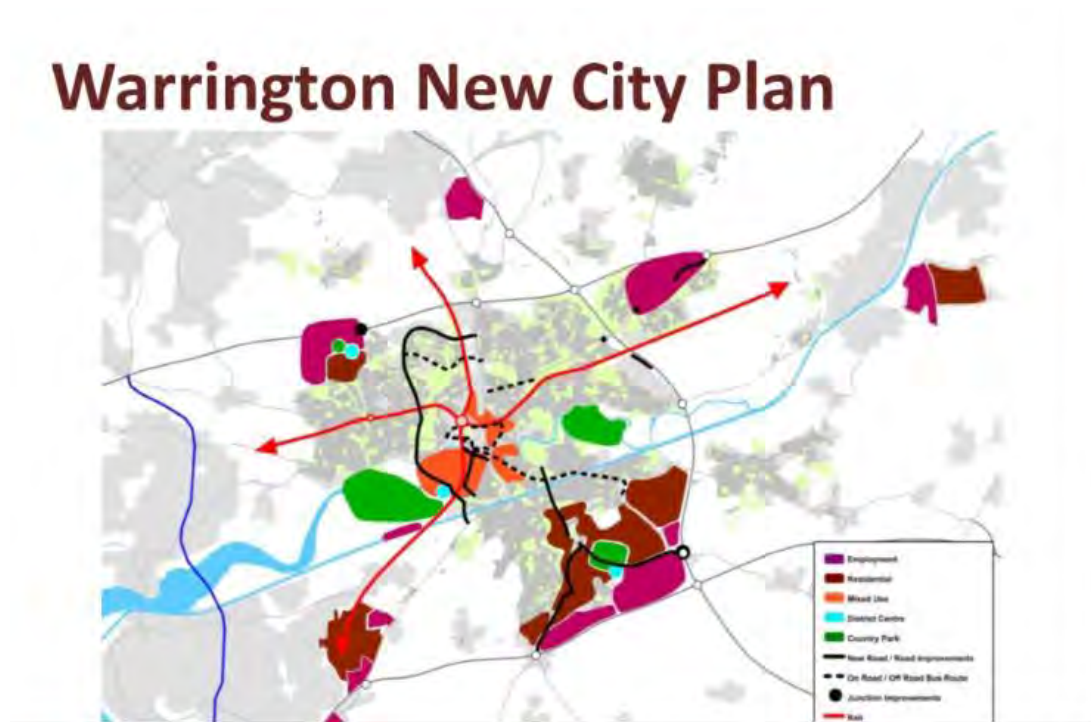 Warrington New City Plan
Employment
Residential
Mixed Use
District Centre
Country Park
New Road / Road Improvements
On Road / Off Road Bus Route
Junction Improvements
Rail